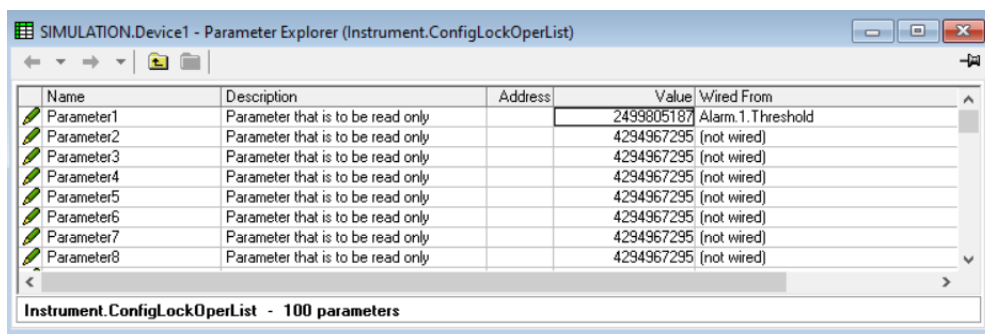 SIMULATION.Device1 - Parameter Explorer (Instrument.ConfigLockOperList)
Name Description Address Value Wired From
Parameter1 Parameter that is to be read only 2499805187 Alarm.1.Threshold
Parameter2 Parameter that is to be read only 4294967295 (not wired)
Parameter3 Parameter that is to be read only 4294967295 (not wired)
Parameter4 Parameter that is to be read only 4294967295 (not wired)
Parameter5 Parameter that is to be read only 4294967295 (not wired)
Parameter6 Parameter that is to be read only 4294967295 (not wired)
Parameter7 Parameter that is to be read only 4294967295 (not wired)
Parameter8 Parameter that is to be read only 4294967295 (not wired)
Instrument.ConfigLockOperList - 100 parameters